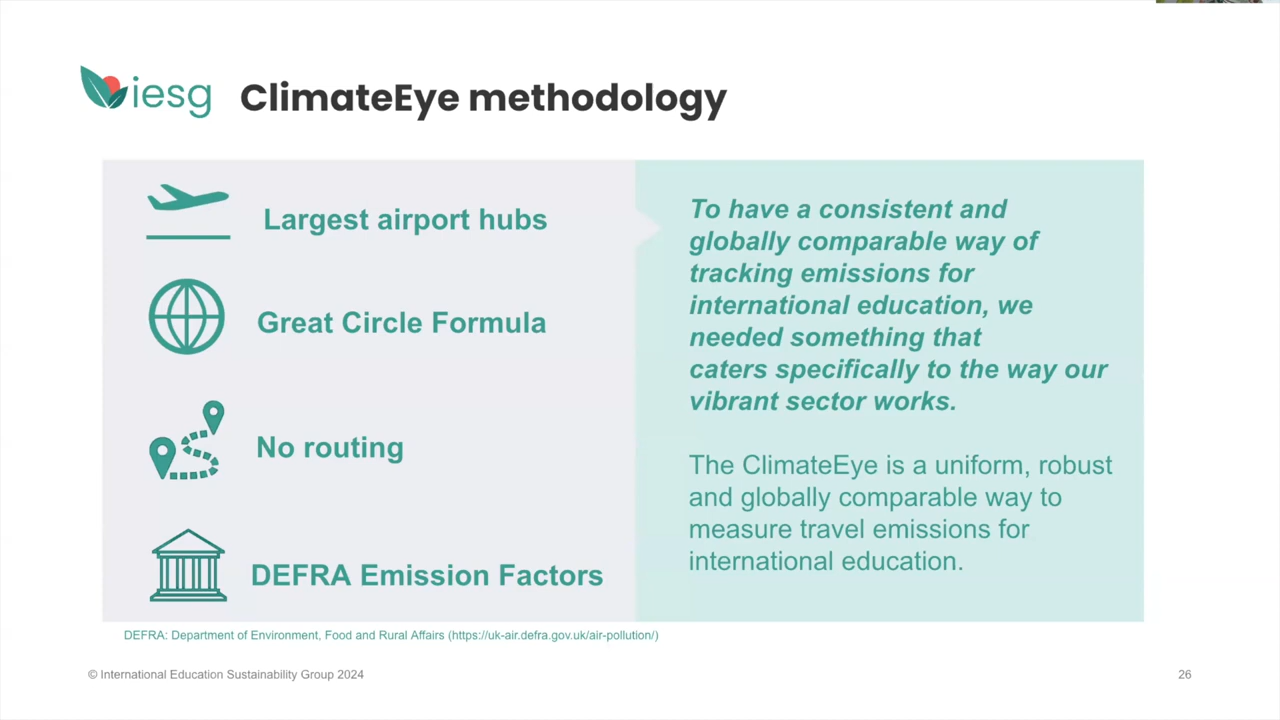 iesg
ClimateEye methodology
Largest airport hubs
Great Circle Formula
No routing
DEFRA Emission Factors
To have a consistent and
globally comparable way of
tracking emissions for
international education, we
needed something that
caters specifically to the way our
vibrant sector works.
The ClimateEye is a uniform, robust
and globally comparable way to
measure travel emissions for
international education.
DEFRA: Department of Environment, Food and Rural Affairs (https://uk-air.defra.gov.uk/air-pollution/)
© International Education Sustainability Group 2024
26